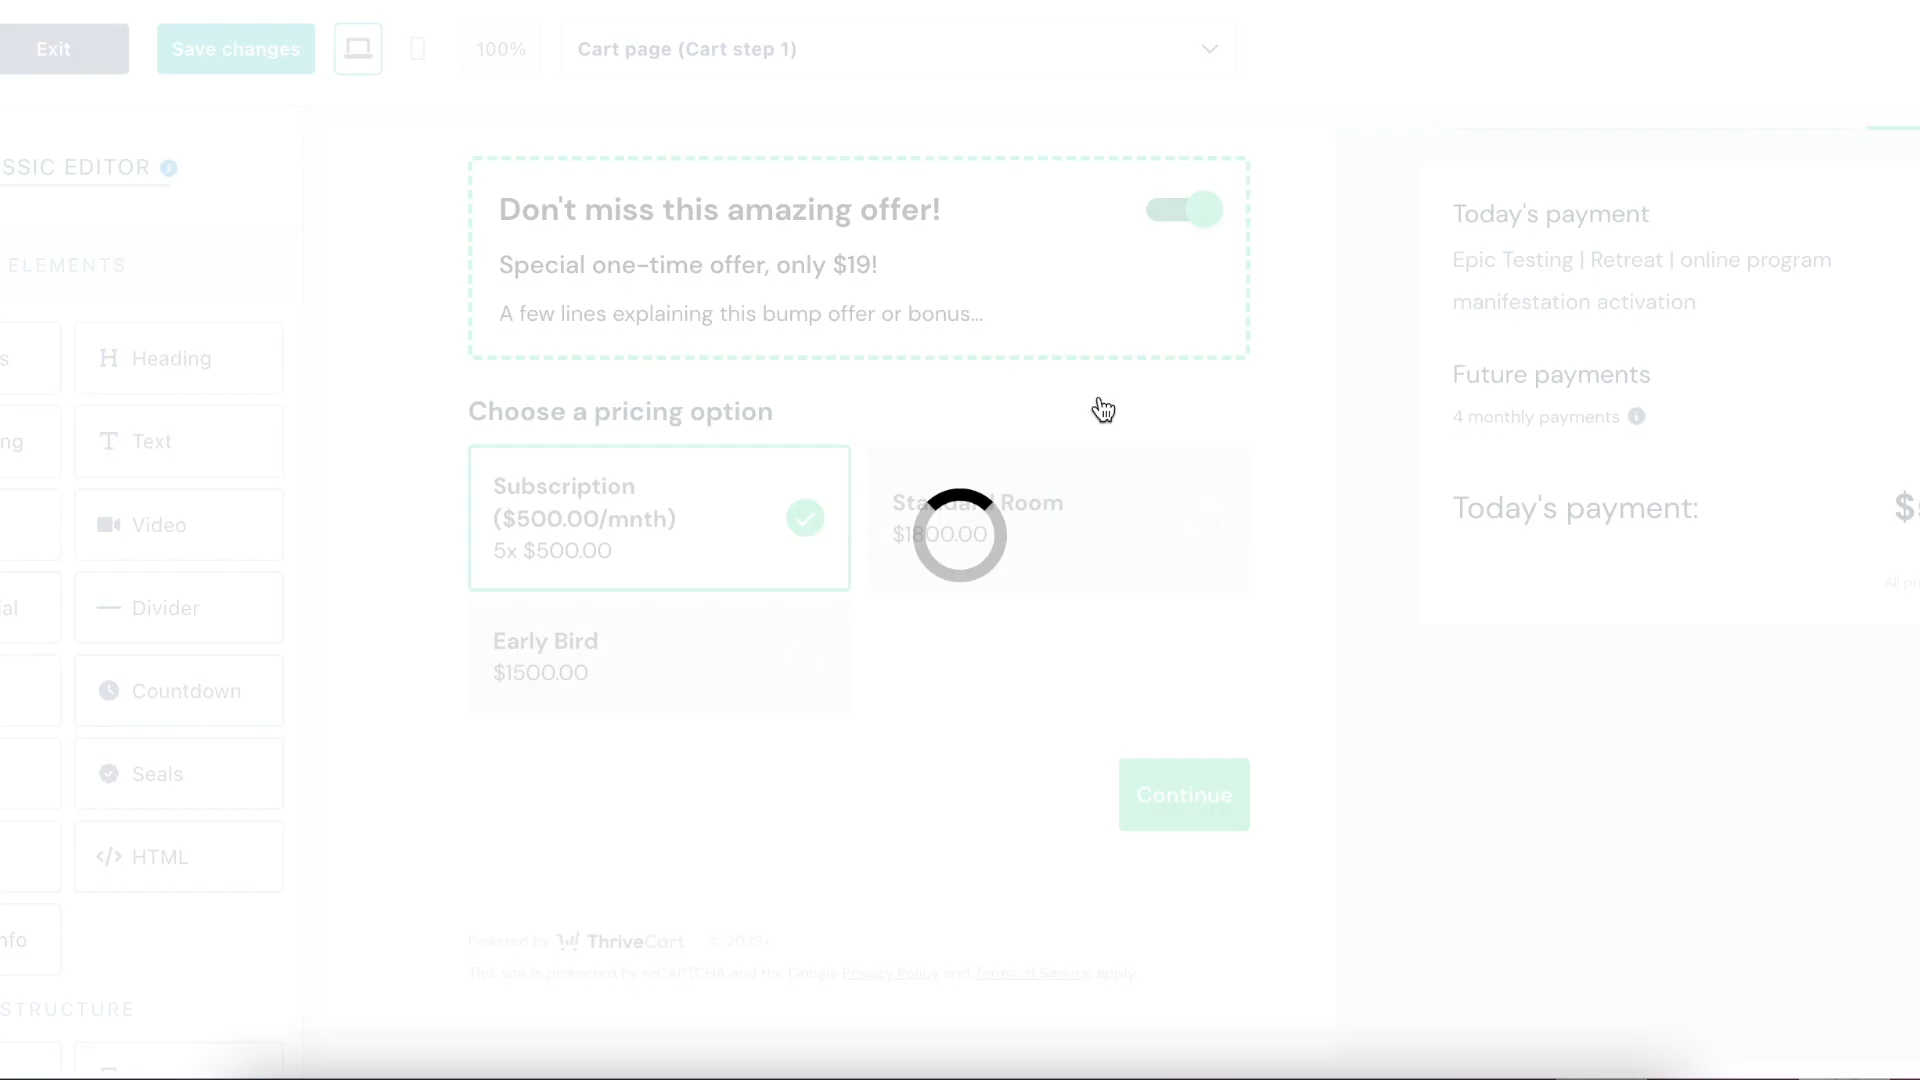 Exit
Save changes
100%
Cart page (Cart step 1)
SSIC EDITOR
ELEMENTS
s
Heading
ng
Text
Video
al
Divider
Countdown
Seals
HTML
nfo
STRUCTURE
Don't miss this amazing offer!
Special one-time offer, only $19!
A few lines explaining this bump offer or bonus...
Choose a pricing option
Subscription
($500.00/mnth)
5x $500.00
Standard Room
$1800.00
Early Bird
$1500.00
Continue
Powered by ThriveCart © 2023+
This site is protected by reCAPTCHA and the Google Privacy Policy and Terms of Service apply.
Today's payment
Epic Testing | Retreat | online program
manifestation activation
Future payments
4 monthly payments
Today's payment:
All pr